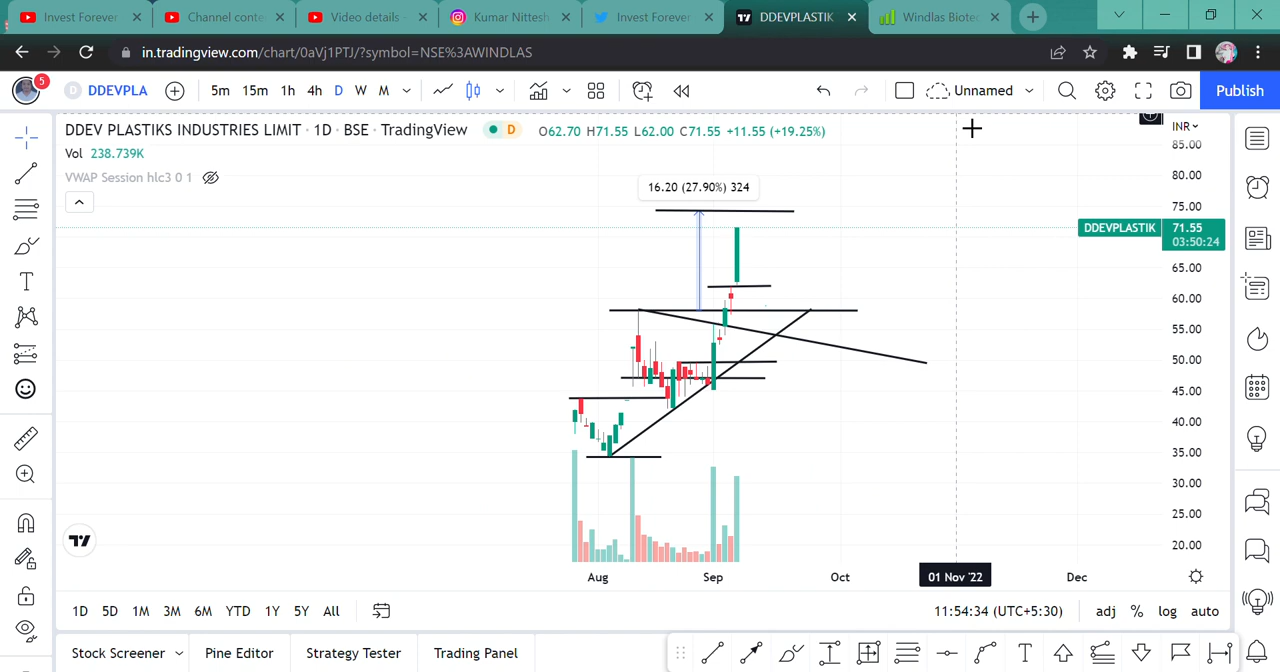 Invest Forever
Channel conte
Video details
Kumar Nittesh
Invest Forever
DDEVPLASTIK
Windlas Biotec
in.tradingview.com/chart/0aVj1PTJ/?symbol=NSE%3AWINDLAS
5
D DDEVPLA
5m 15m 1h 4h D W M
Unnamed
Publish
DDEV PLASTIKS INDUSTRIES LIMIT · 1D · BSE · TradingView
D
O62.70 H71.55 L62.00 C71.55 +11.55 (+19.25%)
Vol 238.739K
VWAP Session hlc3 0 1
INR
85.00
80.00
16.20 (27.90%) 324
75.00
DDEVPLASTIK 71.55
03:50:24
65.00
60.00
55.00
50.00
45.00
40.00
35.00
30.00
25.00
20.00
Aug Sep Oct 01 Nov '22 Dec
1D 5D 1M 3M 6M YTD 1Y 5Y All
11:54:34 (UTC+5:30)
adj % log auto
Stock Screener Pine Editor Strategy Tester Trading Panel